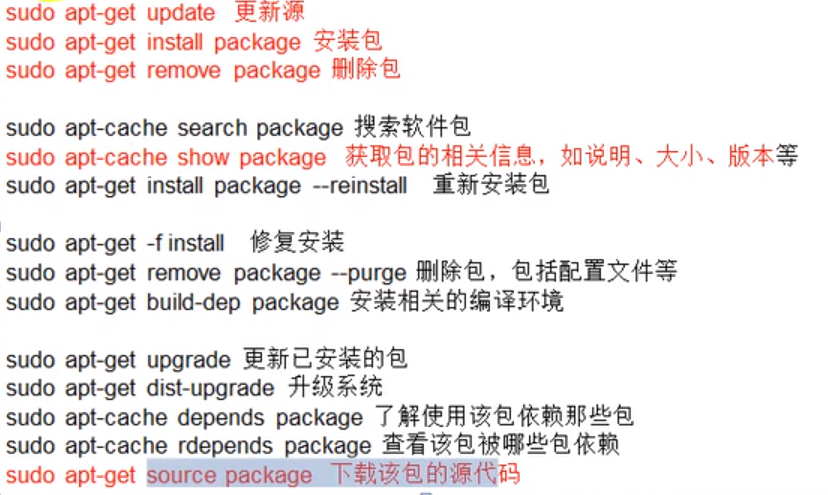 sudo apt-get update 更新源
sudo apt-get install package 安装包
sudo apt-get remove package 删除包
sudo apt-cache search package 搜索软件包
sudo apt-cache show package 获取包的相关信息，如说明、大小、版本等
sudo apt-get install package --reinstall 重新安装包
sudo apt-get -f install 修复安装
sudo apt-get remove package --purge 删除包，包括配置文件等
sudo apt-get build-dep package 安装相关的编译环境
sudo apt-get upgrade 更新已安装的包
sudo apt-get dist-upgrade 升级系统
sudo apt-cache depends package 了解使用该包依赖那些包
sudo apt-cache rdepends package 查看该包被哪些包依赖
sudo apt-get source package 下载该包的源代码